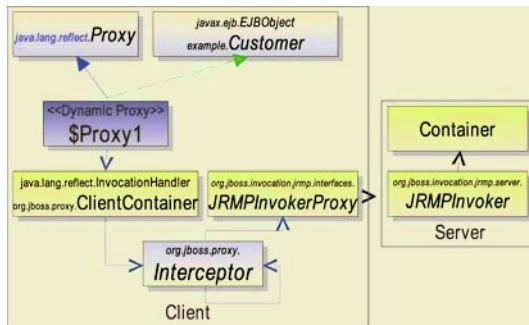 java.lang.reflect.Proxy
javax.ejb.EJBObject
example.Customer
<<Dynamic Proxy>>
$Proxy1
Container
java.lang.reflect.InvocationHandler
org.jboss.proxy.ClientContainer
org.jboss.invocation.jrmp.interfaces.
JRMPInvokerProxy
org.jboss.invocation.jrmp.server.
JRMPInvoker
Server
org.jboss.proxy.
Interceptor
Client